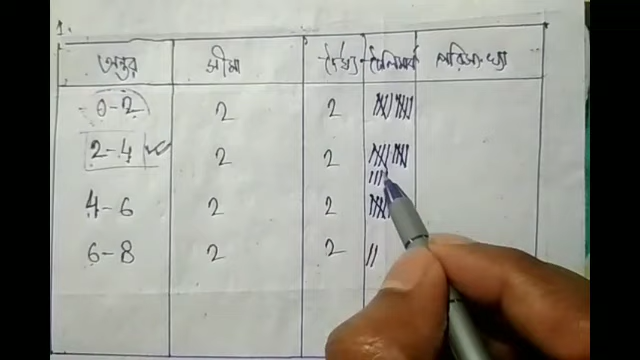 1.
অন্তর সীমা দৈর্ঘ্য টেলিমার্ক পরিসংখ্যা
0-2 2 2
2-4 2 2
4-6 2 2
6-8 2 2